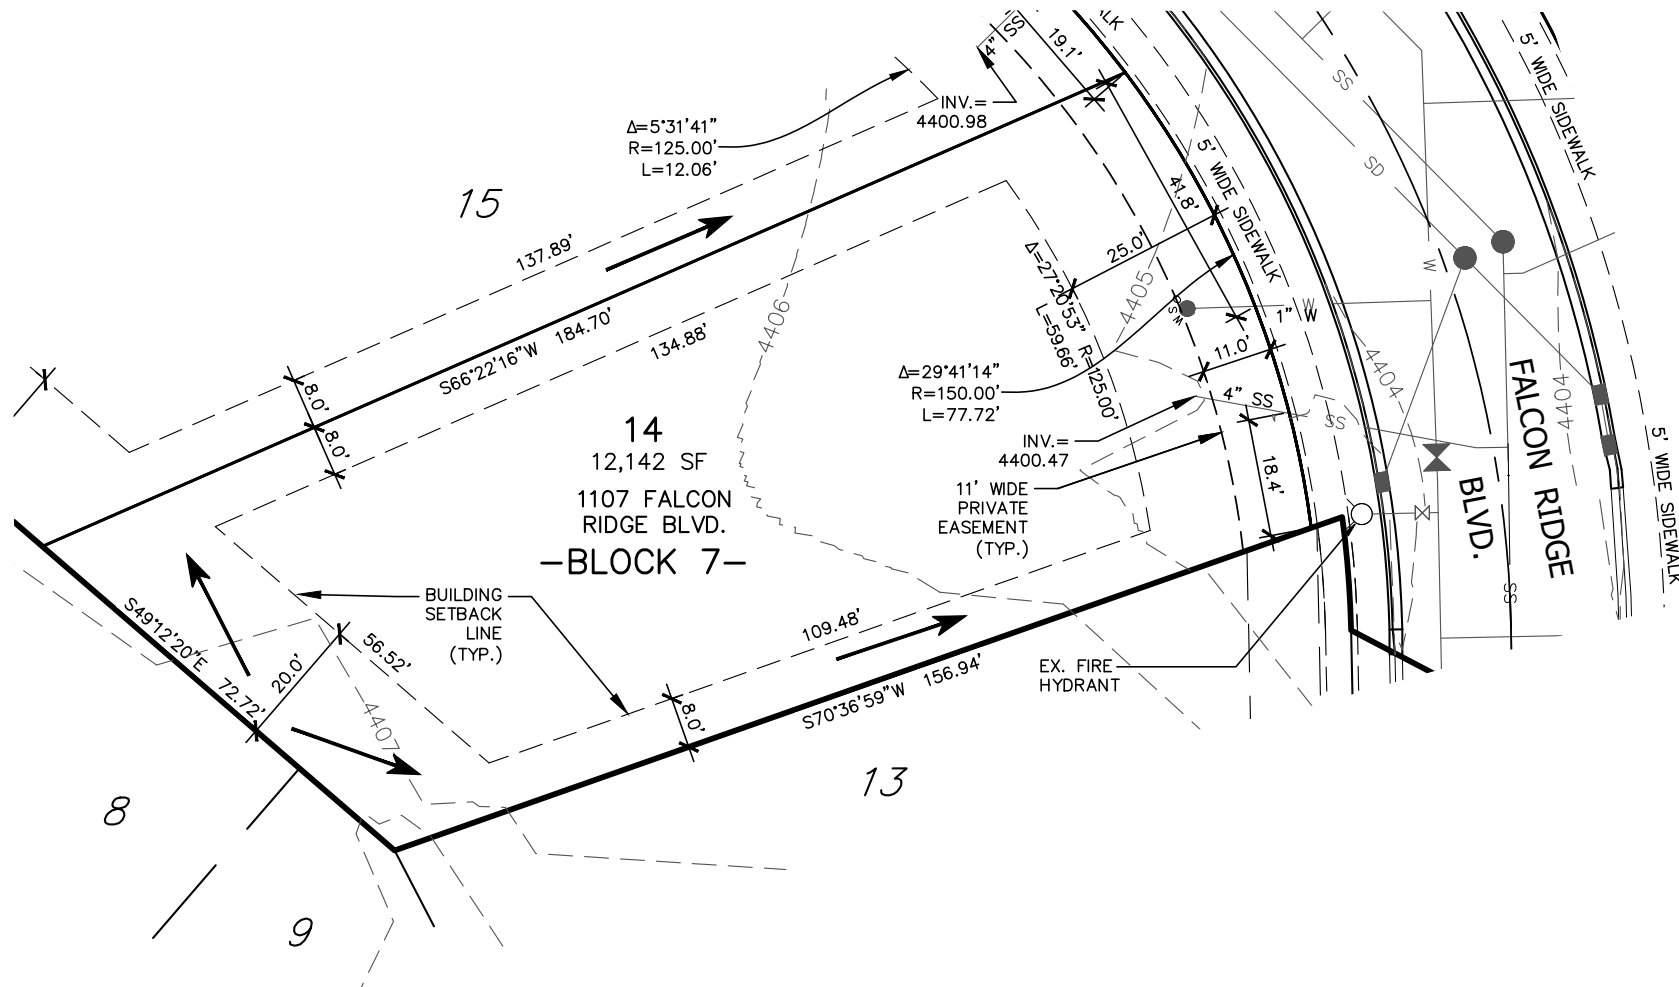 4" SS
19.1'
5' WIDE SIDEWALK
INV.=
4400.98
Δ=5°31'41"
R=125.00'
L=12.06'
15
SS
SD
137.89'
41.8'
5' WIDE SIDEWALK
25.0'
Δ=27°20'53" R=125.00'
L=59.66'
4405
4406
W
1" W
S66°22'16"W 184.70'
134.88'
8.0'
8.0'
11.0'
Δ=29°41'14"
R=150.00'
L=77.72'
4404
4404
FALCON RIDGE
BLVD.
4" SS
SS
14
12,142 SF
1107 FALCON
RIDGE BLVD.
-BLOCK 7-
INV.=
4400.47
18.4'
11' WIDE
PRIVATE
EASEMENT
(TYP.)
5' WIDE SIDEWALK
SS
S49°12'20"E 72.72'
20.0'
56.52'
BUILDING
SETBACK
LINE
(TYP.)
109.48'
EX. FIRE
HYDRANT
8.0'
S70°36'59"W 156.94'
4407
8
13
9